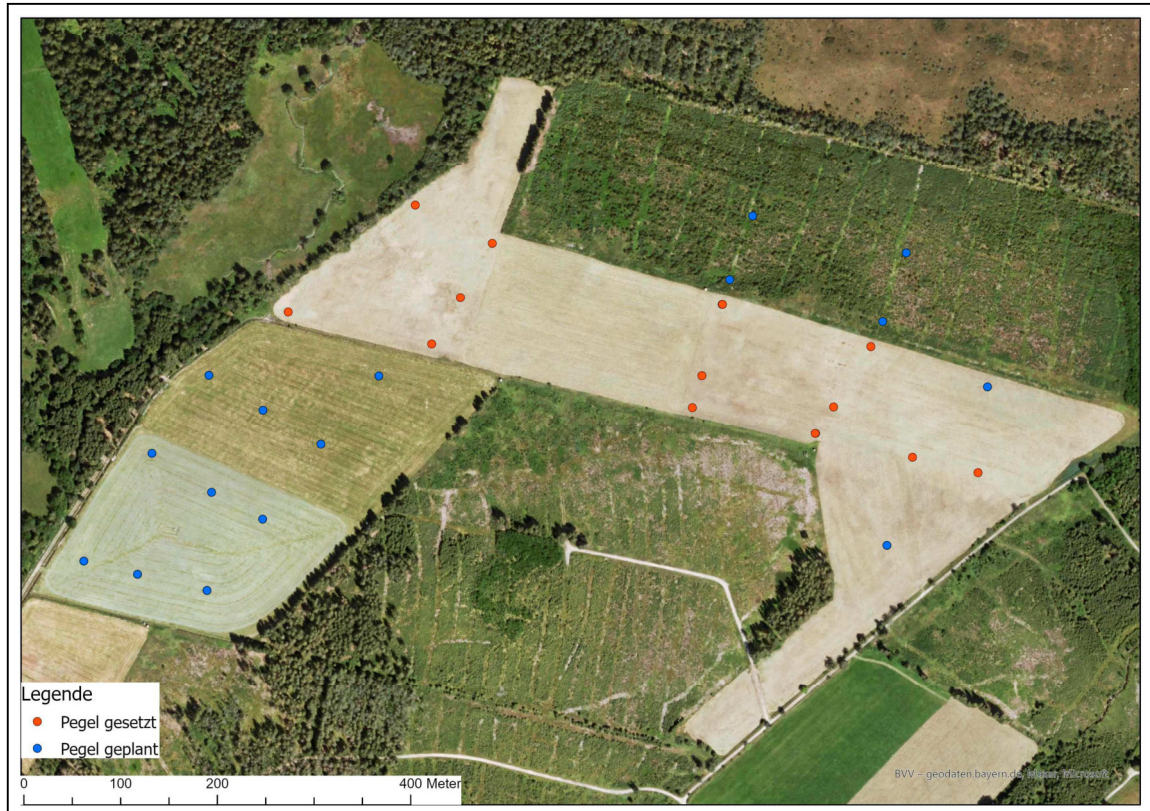 Legende
Pegel gesetzt
Pegel geplant
0 100 200 400 Meter
BVV – geodaten.bayern.de, Maxar, Microsoft